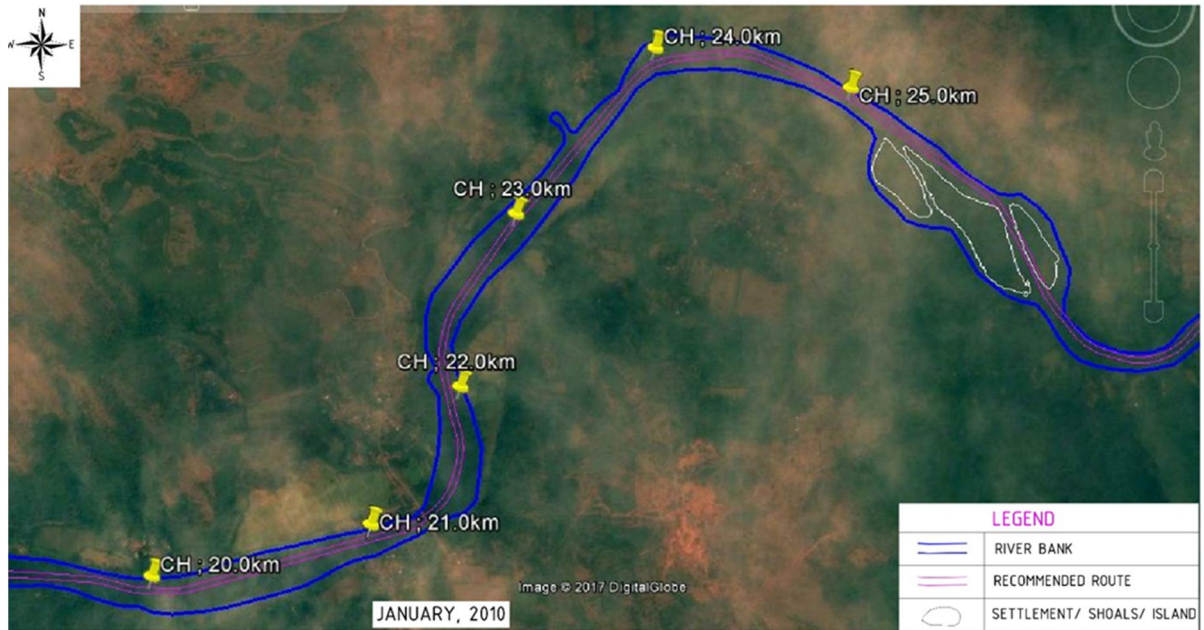 N
W E
S
CH ; 24.0km
CH ; 25.0km
CH ; 23.0km
CH ; 22.0km
CH ; 21.0km
CH ; 20.0km
Image © 2017 DigitalGlobe
JANUARY, 2010
LEGEND
RIVER BANK
RECOMMENDED ROUTE
SETTLEMENT/ SHOALS/ ISLAND